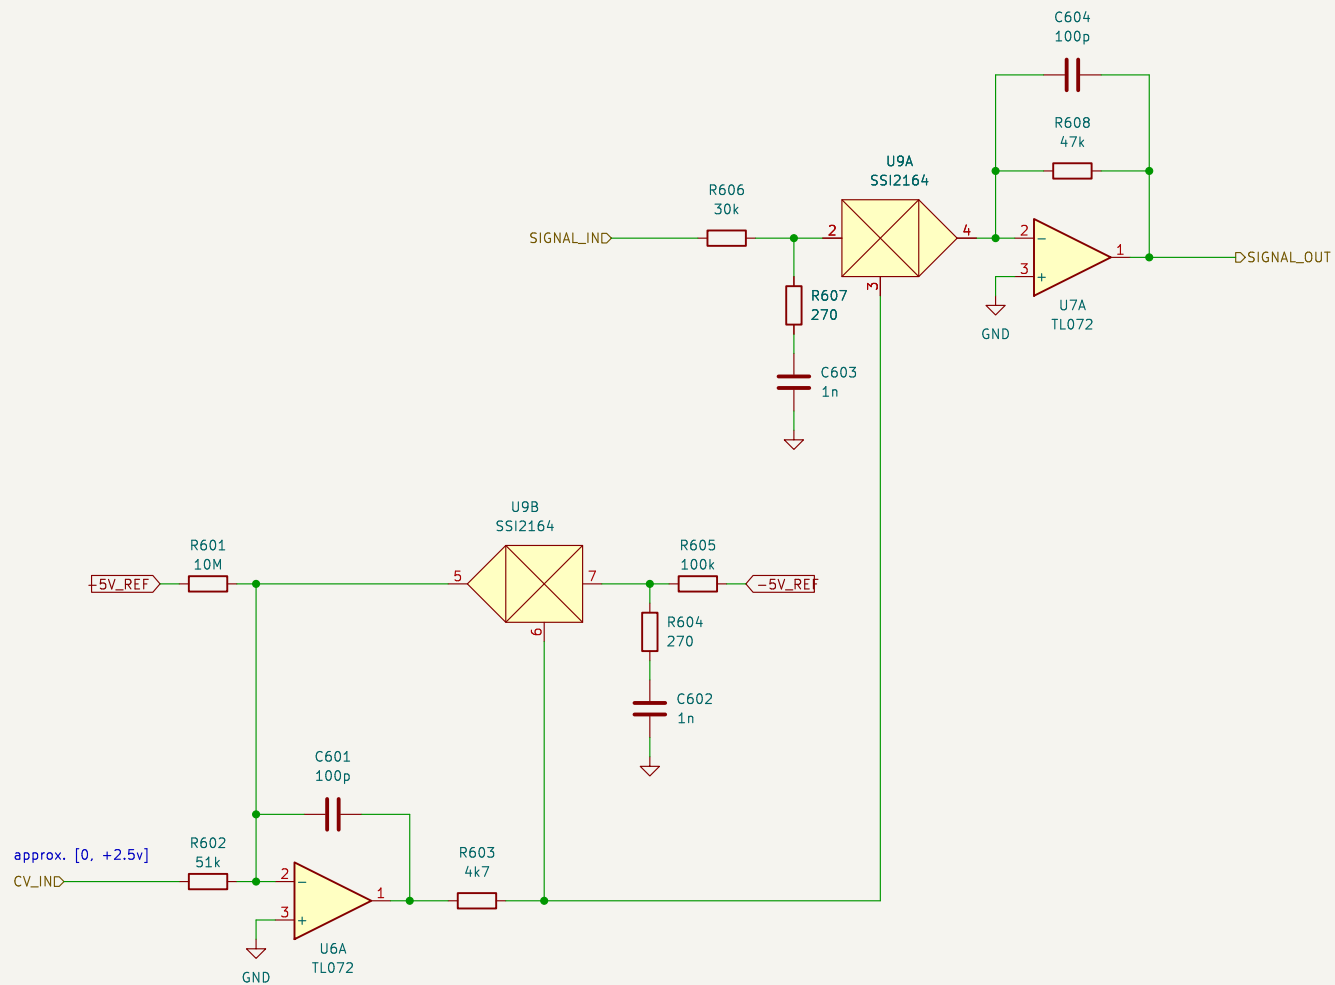 C604
100p
R608
47k
U9A
SSI2164
R606
30k
SIGNAL_IN
2
4
3
2
−
1
3
+
SIGNAL_OUT
R607
270
U7A
TL072
GND
C603
1n
U9B
SSI2164
R601
10M
R605
100k
-5V_REF
5
7
-5V_REF
6
R604
270
C602
1n
C601
100p
approx. [0, +2.5v]
R602
51k
R603
4k7
CV_IN
2
−
1
3
+
U6A
TL072
GND